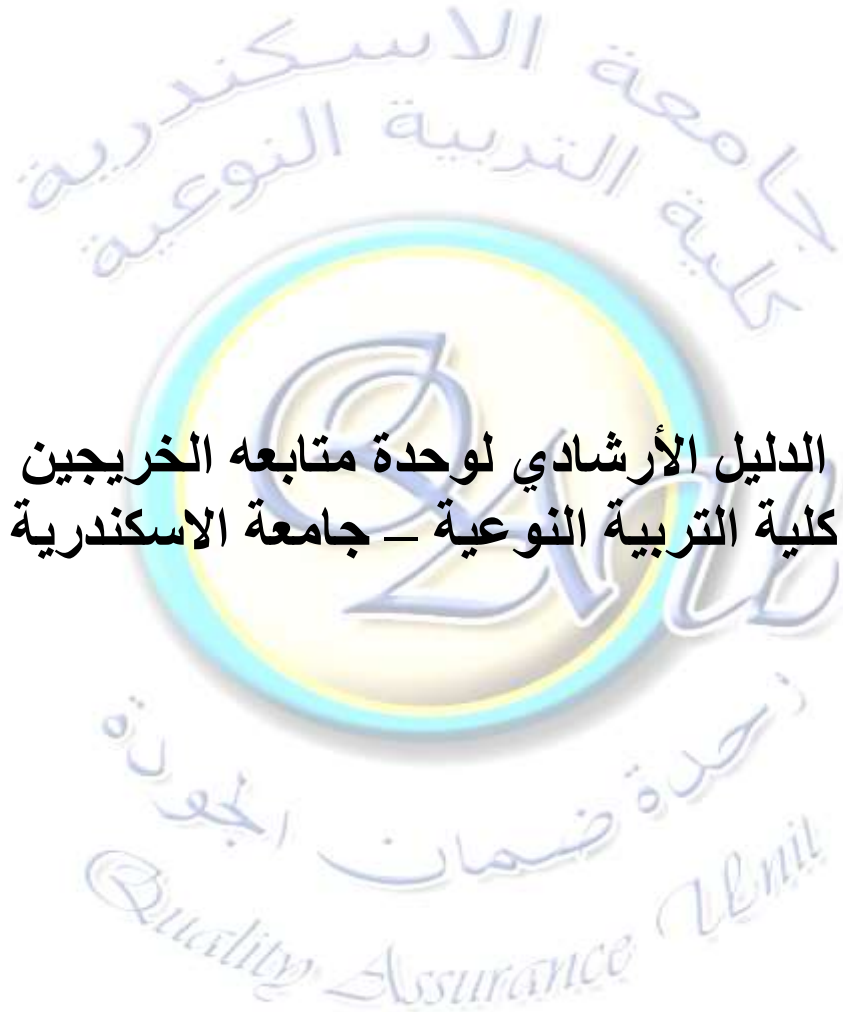 جامعة الاسكندرية
كلية التربية النوعية
الدليل الأرشادي لوحدة متابعه الخريجين
كلية التربية النوعية – جامعة الاسكندرية
QAU
وحدة ضمان الجودة
Quality Assurance Unit